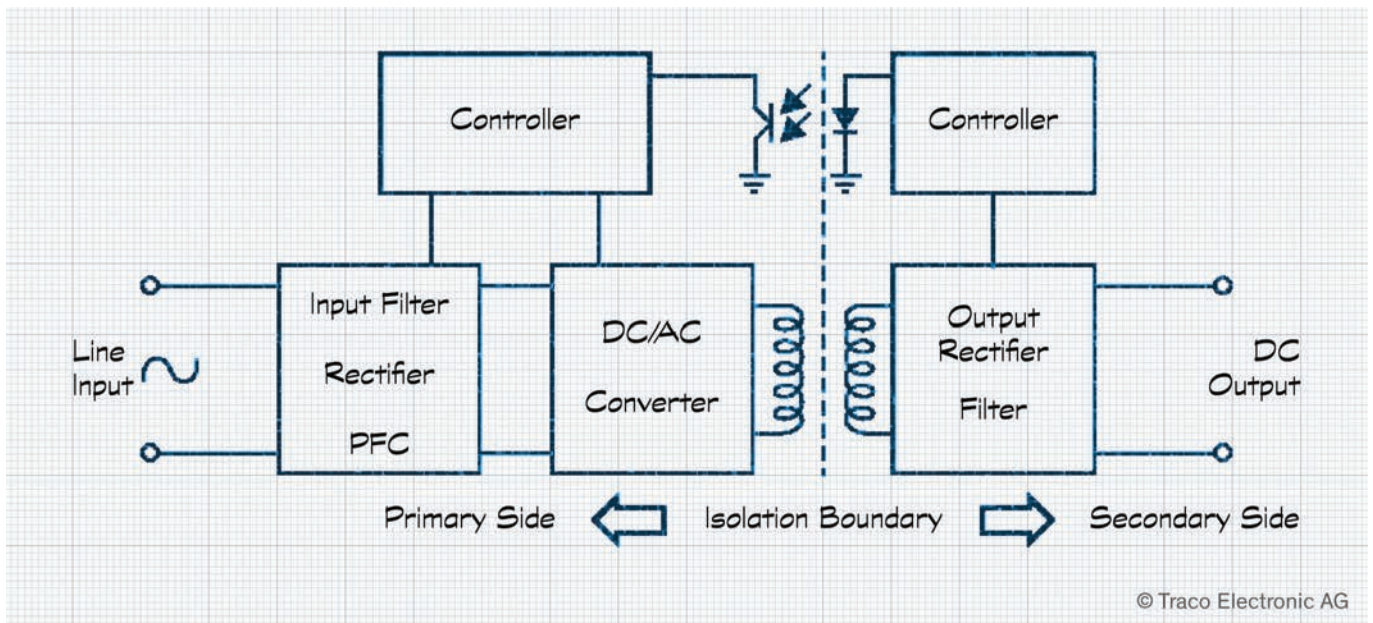 Controller
Controller
Line
Input
Input Filter
Rectifier
PFC
DC/AC
Converter
Output
Rectifier
Filter
DC
Output
Primary Side
Isolation Boundary
Secondary Side
© Traco Electronic AG